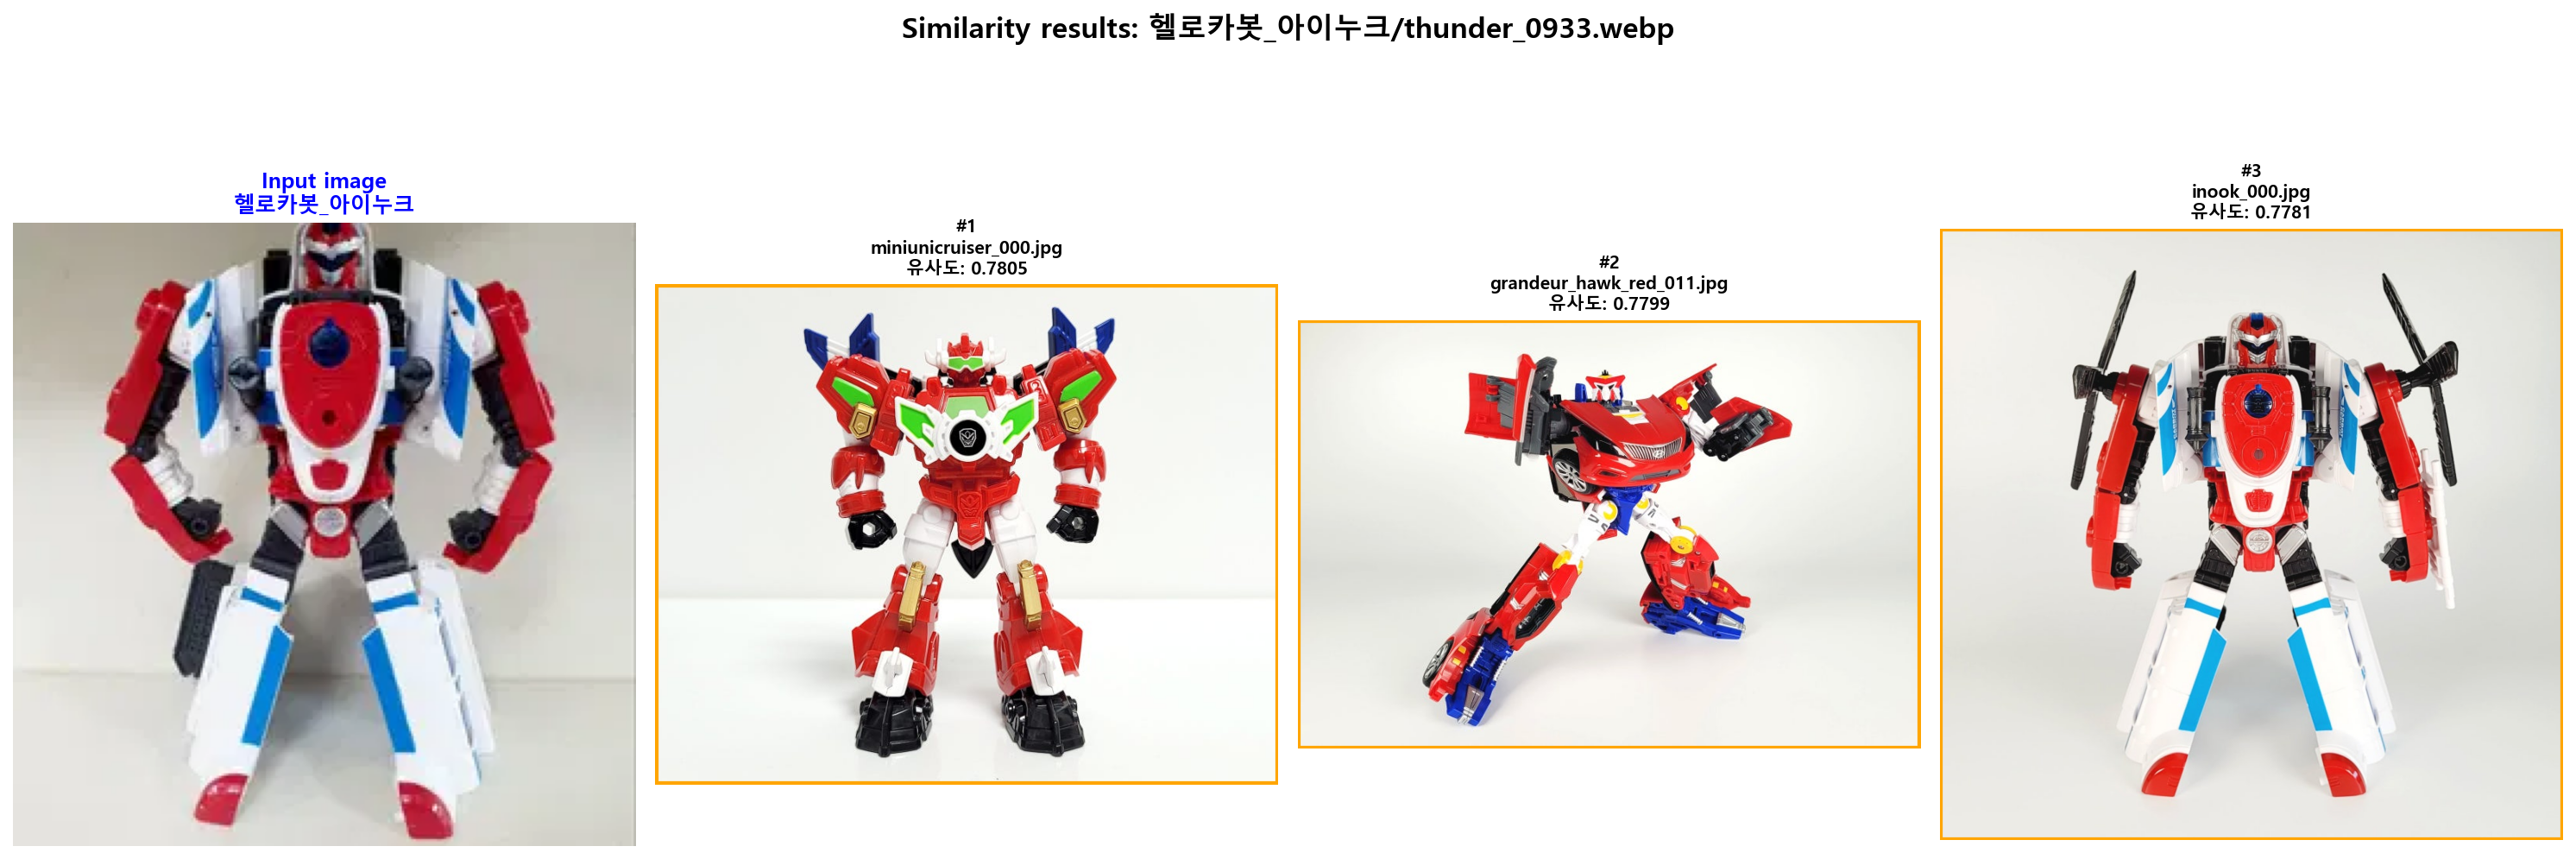 Similarity results: 헬로카봇_아이누크/thunder_0933.webp
Input image
헬로카봇_아이누크
#1
miniunicruiser_000.jpg
유사도: 0.7805
#2
grandeur_hawk_red_011.jpg
유사도: 0.7799
#3
inook_000.jpg
유사도: 0.7781